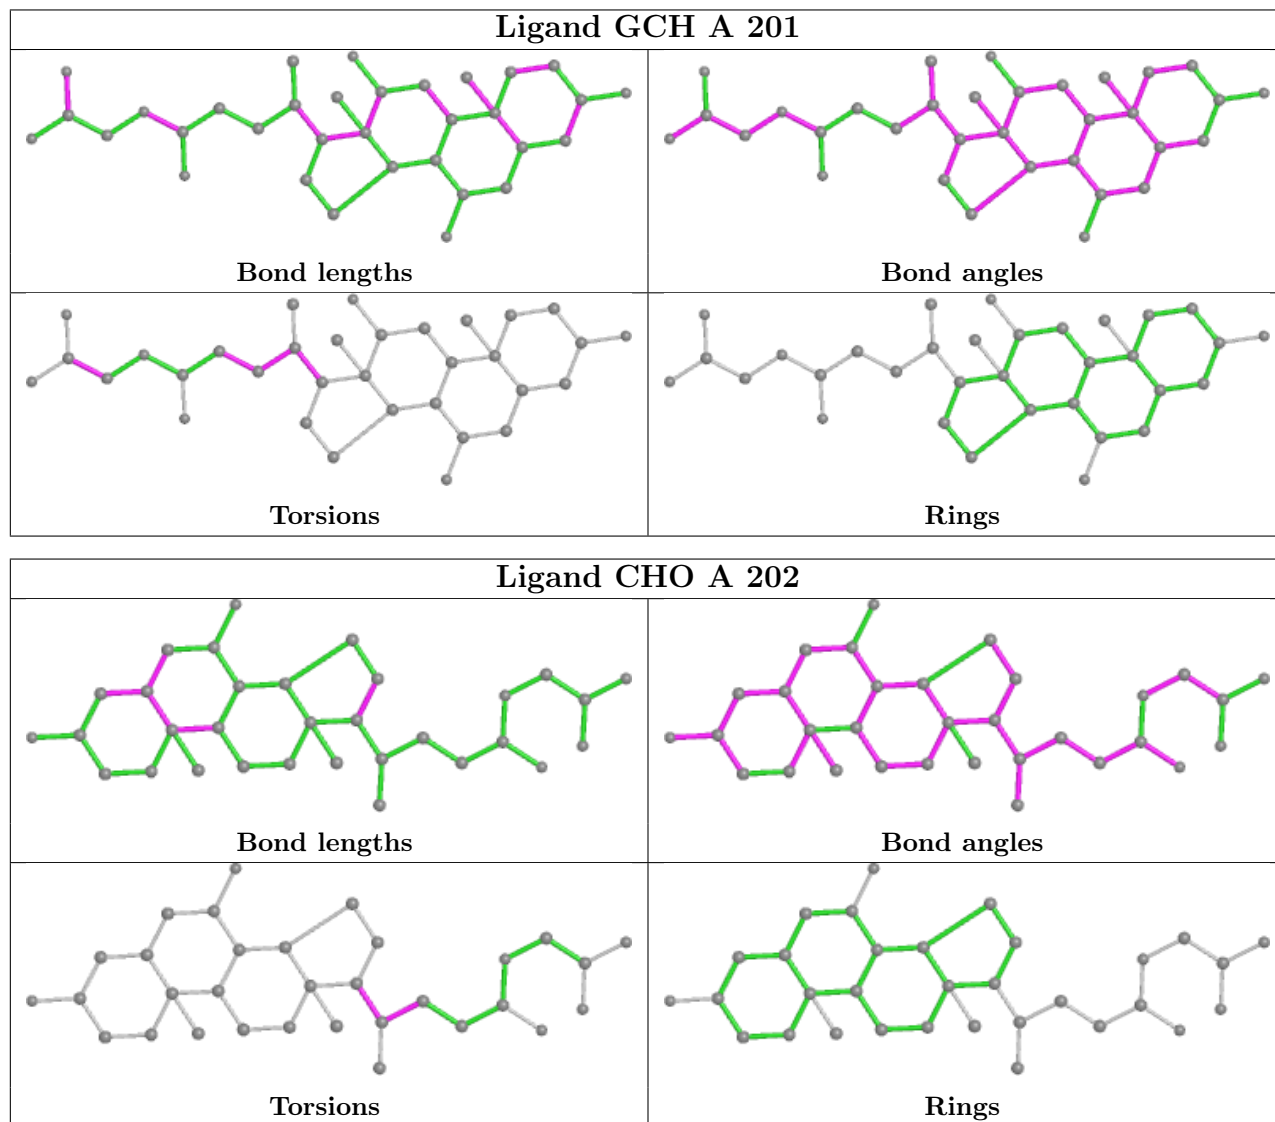 Ligand GCH A 201
Bond lengths
Bond angles
Torsions
Rings
Ligand CHO A 202
Bond lengths
Bond angles
Torsions
Rings